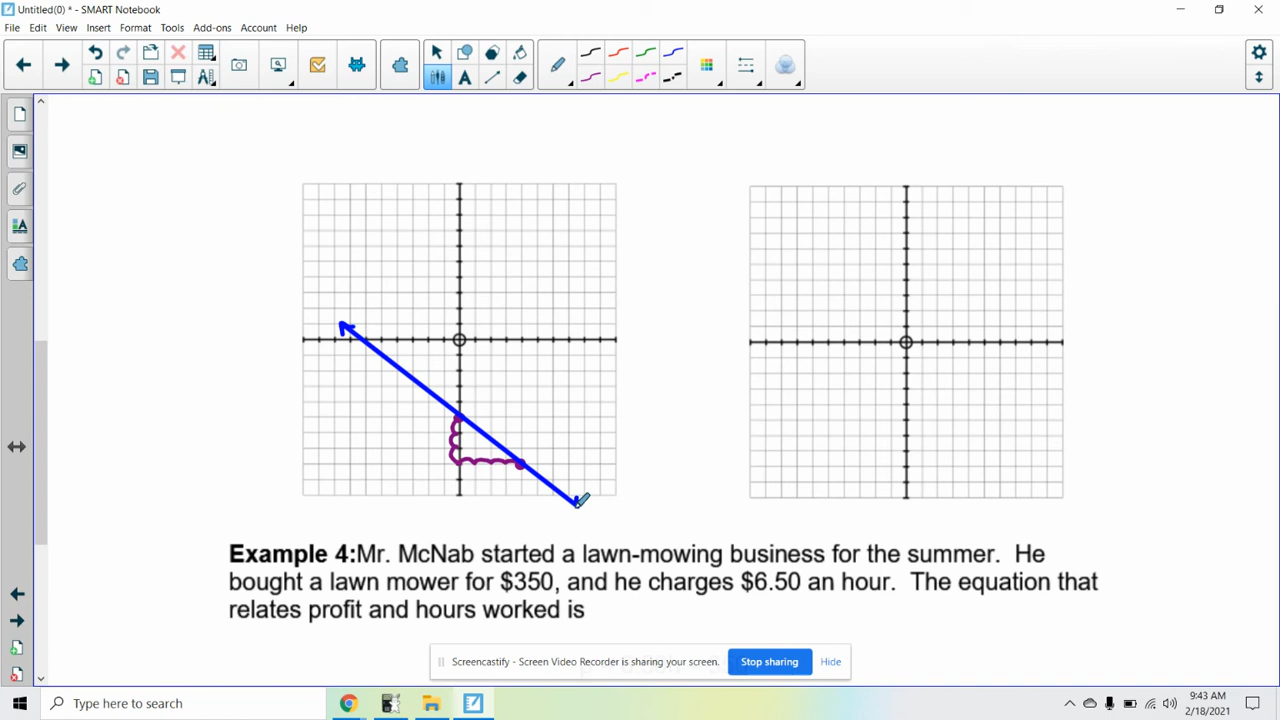 Untitled(0) * - SMART Notebook
File Edit View Insert Format Tools Add-ons Account Help
Example 4:Mr. McNab started a lawn-mowing business for the summer. He
bought a lawn mower for $350, and he charges $6.50 an hour. The equation that
relates profit and hours worked is
Screencastify - Screen Video Recorder is sharing your screen. Stop sharing Hide
Type here to search
9:43 AM
2/18/2021